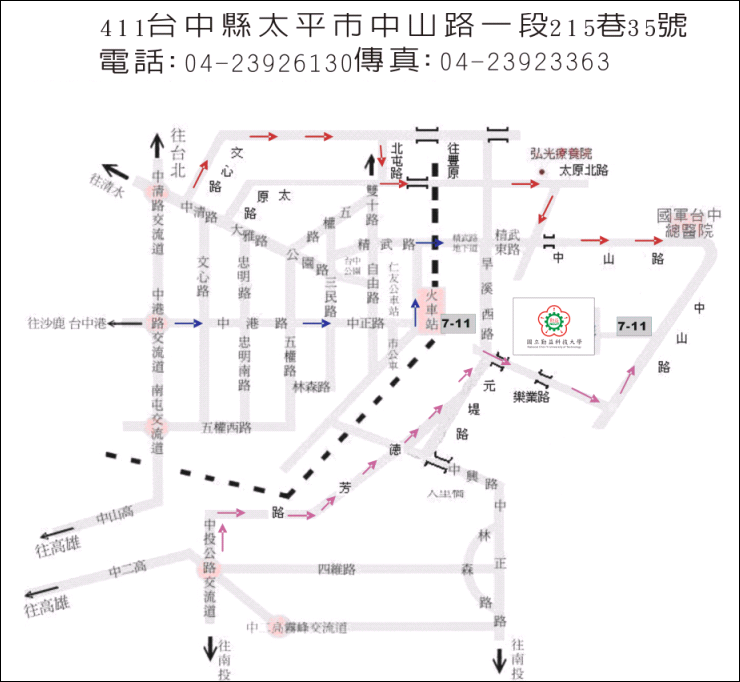 411台中縣太平市中山路一段215巷35號
電話:04-23926130傳真:04-23923363
往台北
往清水
中清路交流道
文心路
北屯路
往豐原
弘光療養院
太原北路
太原路
中清路
大雅路
雙十路
五權路
公園路
精武路
精武路地下道
精武東路
國軍台中總醫院
中山路
台中公園
仁友公車站
自由路
三民路
文心路
忠明路
旱溪西路
中山路
火車站
7-11
往沙鹿 台中港
中港路交流道
中港路
中正路
市公車
國立勤益科技大學
7-11
忠明南路
五權路
林森路
南屯交流道
五權西路
元堤路
樂業路
德芳路
中興路
大里橋
中山高
往高雄
中二高
往高雄
中投公路交流道
四維路
林森路
中正路
中二高霧峰交流道
往南投
往南投